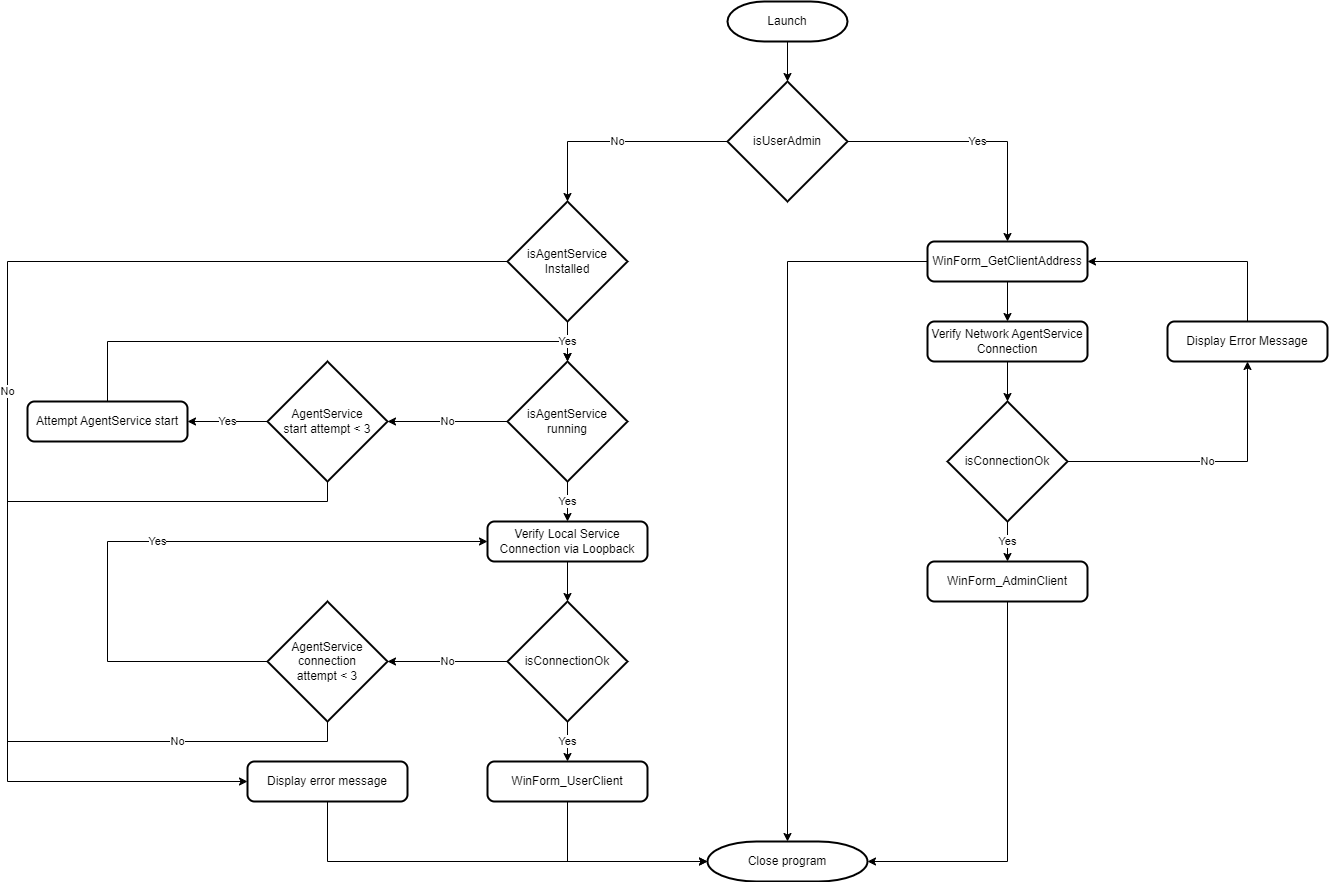 Launch
isUserAdmin
No
Yes
isAgentService
Installed
WinForm_GetClientAddress
Verify Network AgentService
Connection
Display Error Message
Yes
No
AgentService
start attempt < 3
isAgentService
running
Attempt AgentService start
Yes
No
isConnectionOk
No
Yes
Verify Local Service
Connection via Loopback
Yes
Yes
WinForm_AdminClient
AgentService
connection
attempt < 3
No
isConnectionOk
No
Yes
Display error message
WinForm_UserClient
Close program